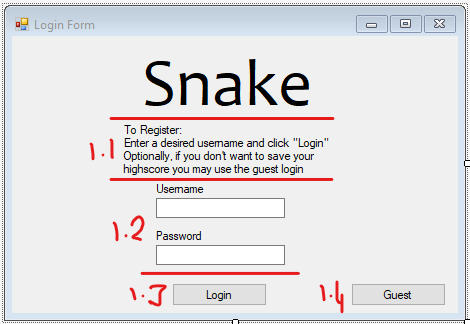 Login Form
Snake
To Register:
Enter a desired username and click "Login"
Optionally, if you don't want to save your
highscore you may use the guest login
1.1
Username
1.2
Password
1.3
Login
1.4
Guest